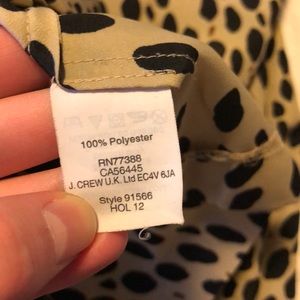 100% Polyester
RN77388
CA56445
J. CREW U.K. Ltd EC4V 6JA
Style 91566
HOL 12